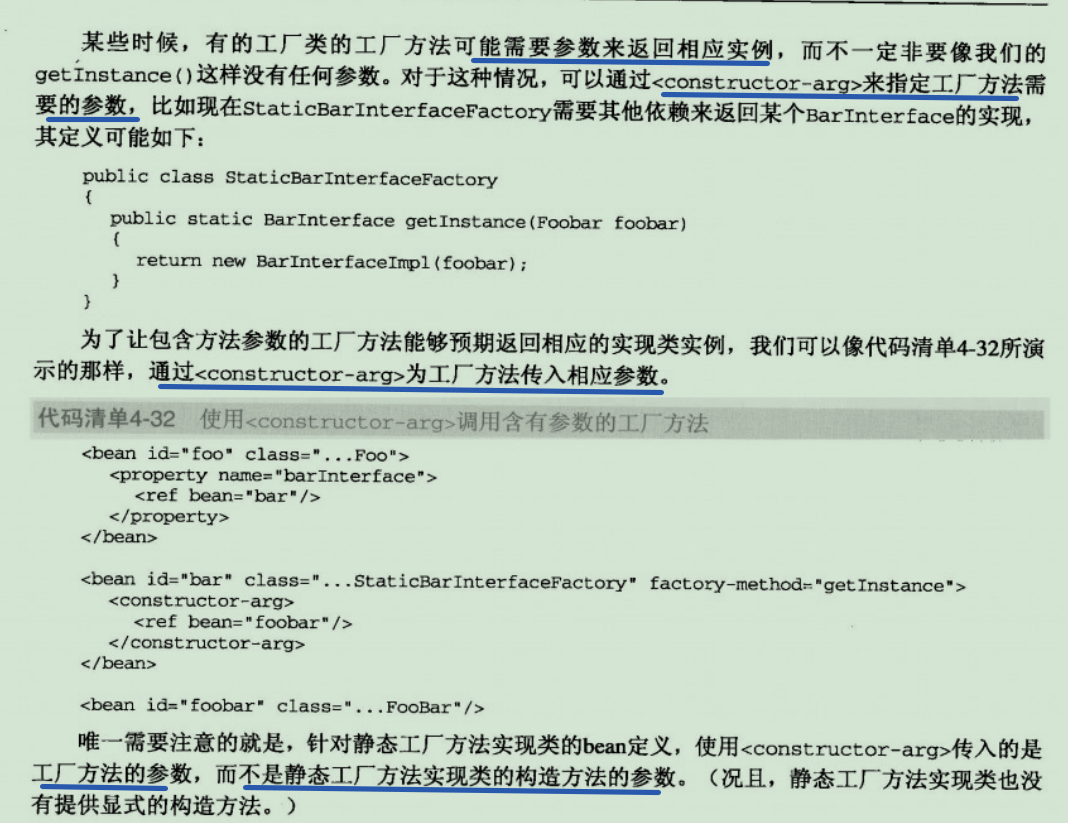 某些时候，有的工厂类的工厂方法可能需要参数来返回相应实例，而不一定非要像我们的
getInstance()这样没有任何参数。对于这种情况，可以通过<constructor-arg>来指定工厂方法需
要的参数，比如现在StaticBarInterfaceFactory需要其他依赖来返回某个BarInterface的实现，
其定义可能如下：
public class StaticBarInterfaceFactory
{
public static BarInterface getInstance(Foobar foobar)
{
return new BarInterfaceImpl(foobar);
}
}
为了让包含方法参数的工厂方法能够预期返回相应的实现类实例，我们可以像代码清单4-32所演
示的那样，通过<constructor-arg>为工厂方法传入相应参数。
代码清单4-32 使用<constructor-arg>调用含有参数的工厂方法
<bean id="foo" class="...Foo">
<property name="barInterface">
<ref bean="bar"/>
</property>
</bean>
<bean id="bar" class="...StaticBarInterfaceFactory" factory-method="getInstance">
<constructor-arg>
<ref bean="foobar"/>
</constructor-arg>
</bean>
<bean id="foobar" class="...FooBar"/>
唯一需要注意的就是，针对静态工厂方法实现类的bean定义，使用<constructor-arg>传入的是
工厂方法的参数，而不是静态工厂方法实现类的构造方法的参数。（况且，静态工厂方法实现类也没
有提供显式的构造方法。）